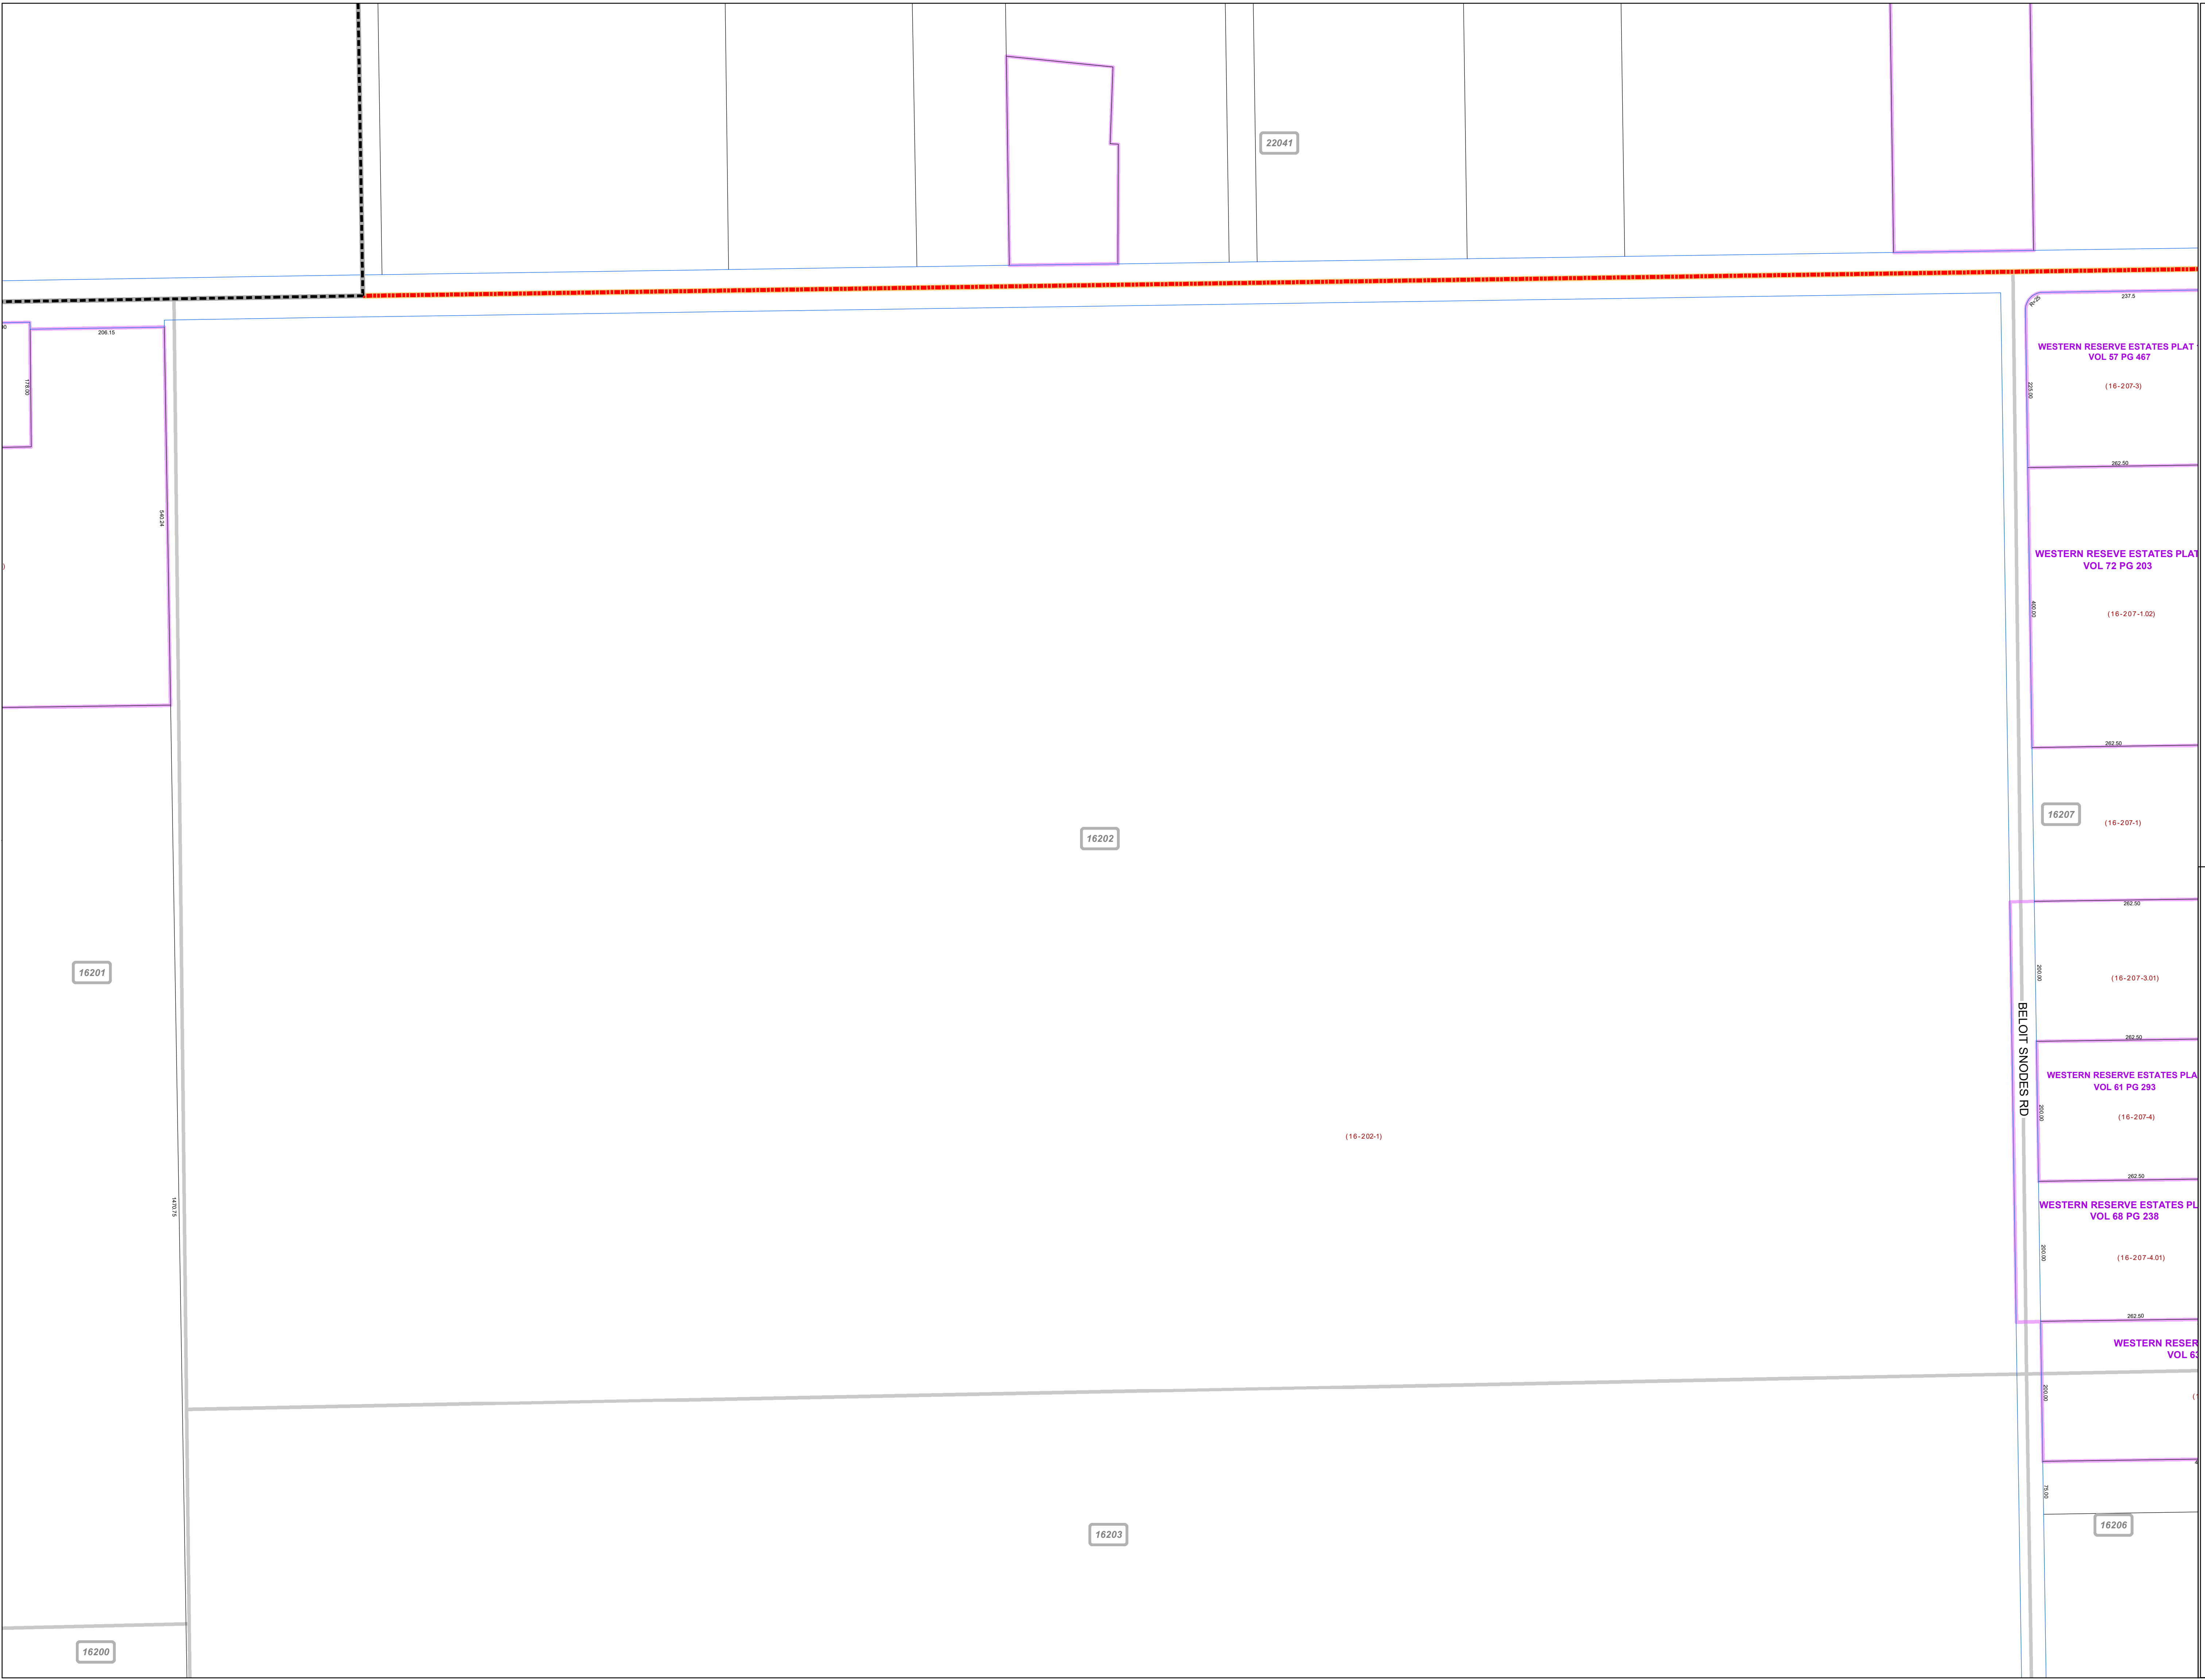 22041
R=25
237.5
206.15
178.00
WESTERN RESERVE ESTATES PLAT
VOL 57 PG 467
(16-207-3)
225.00
262.50
540.24
WESTERN RESEVE ESTATES PLAT
VOL 72 PG 203
400.00
(16-207-1.02)
262.50
16207
(16-207-1)
16202
262.50
16201
200.00
(16-207-3.01)
BELOIT SNODES RD
262.50
WESTERN RESERVE ESTATES PLA
VOL 61 PG 293
200.00
(16-207-4)
(16-202-1)
262.50
1470.75
WESTERN RESERVE ESTATES PL
VOL 68 PG 238
200.00
(16-207-4.01)
262.50
WESTERN RESER
VOL 63
200.00
(1
75.00
16206
16203
16200